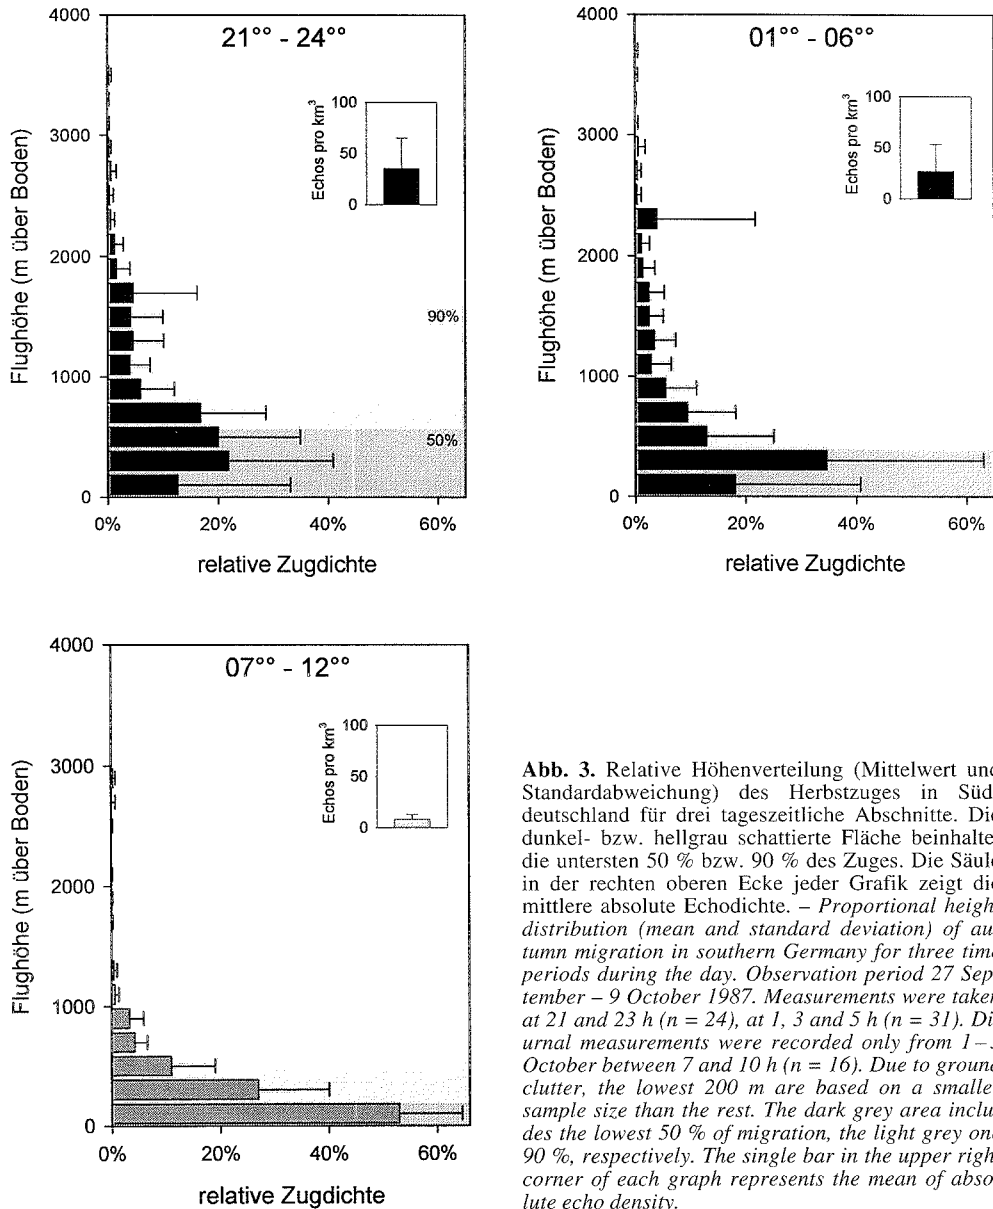 21°° - 24°°
Flughöhe (m über Boden)
4000
3000
2000
1000
0
Echos pro km³
100
50
0
90%
50%
0%
20%
40%
60%
relative Zugdichte
01°° - 06°°
Flughöhe (m über Boden)
4000
3000
2000
1000
0
Echos pro km³
100
50
0
0%
20%
40%
60%
relative Zugdichte
07°° - 12°°
Flughöhe (m über Boden)
4000
3000
2000
1000
0
Echos pro km³
100
50
0
0%
20%
40%
60%
relative Zugdichte
Abb. 3. Relative Höhenverteilung (Mittelwert und
Standardabweichung) des Herbstzuges in Süd-
deutschland für drei tageszeitliche Abschnitte. Die
dunkel- bzw. hellgrau schattierte Fläche beinhaltet
die untersten 50 % bzw. 90 % des Zuges. Die Säule
in der rechten oberen Ecke jeder Grafik zeigt die
mittlere absolute Echodichte. – Proportional height
distribution (mean and standard deviation) of au-
tumn migration in southern Germany for three time
periods during the day. Observation period 27 Sep-
tember – 9 October 1987. Measurements were taken
at 21 and 23 h (n = 24), at 1, 3 and 5 h (n = 31). Di-
urnal measurements were recorded only from 1–
October between 7 and 10 h (n = 16). Due to ground
clutter, the lowest 200 m are based on a smaller
sample size than the rest. The dark grey area inclu-
des the lowest 50 % of migration, the light grey one
90 %, respectively. The single bar in the upper right
corner of each graph represents the mean of abso-
lute echo density.